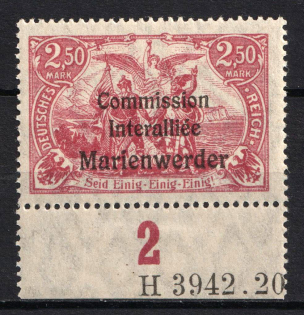 2,50 2,50
MARK MARK
DEUTSCHES REICH
Commission
Interalliée
Marienwerder
Seid Einig-Einig-Einig!
2
H 3942.20